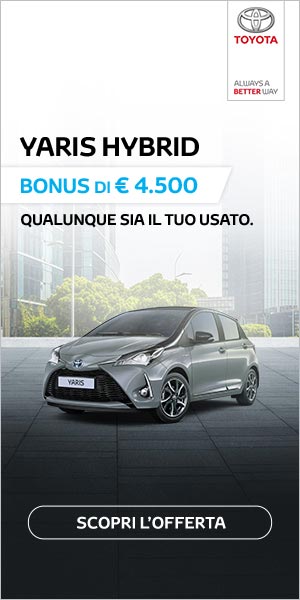 TOYOTA
ALWAYS A
BETTER WAY
YARIS HYBRID
BONUS DI € 4.500
QUALUNQUE SIA IL TUO USATO.
YARIS
SCOPRI L'OFFERTA